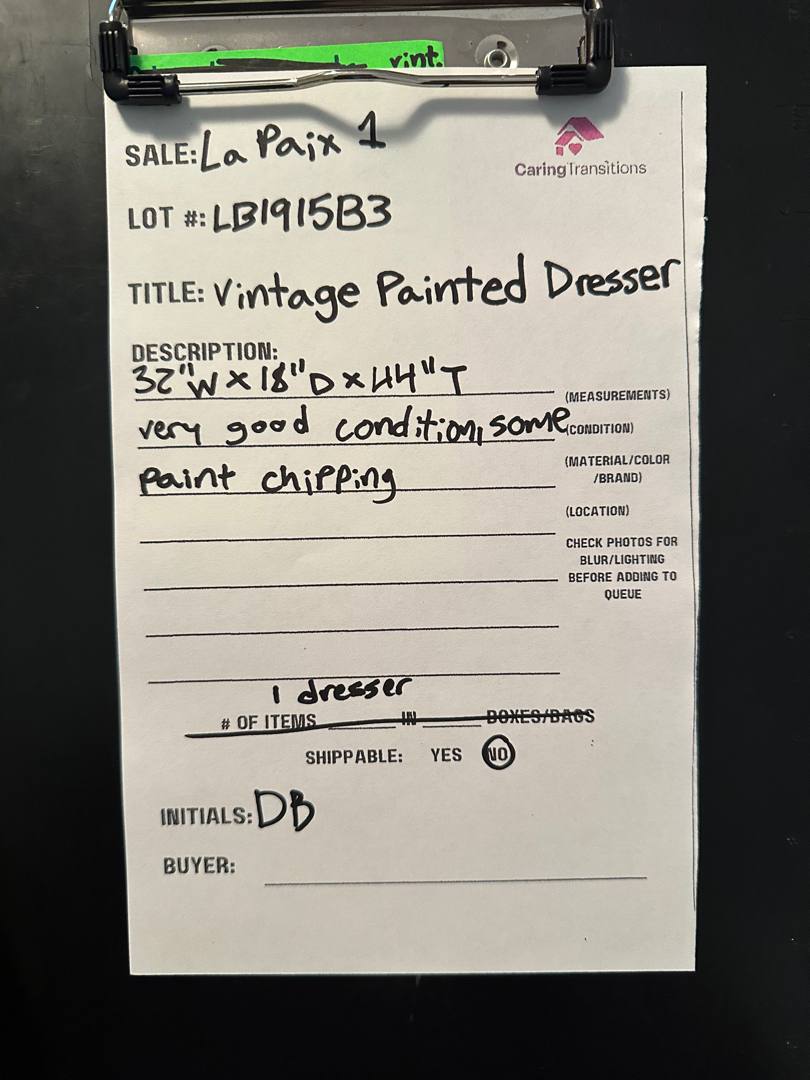 rint.
SALE: La Paix 1
CaringTransitions
LOT #: LB1915B3
TITLE: Vintage Painted Dresser
DESCRIPTION:
32"W x 18"D x 44"T
(MEASUREMENTS)
very good condition, some
(CONDITION)
paint chipping
(MATERIAL/COLOR
/BRAND)
(LOCATION)
CHECK PHOTOS FOR
BLUR/LIGHTING
BEFORE ADDING TO
QUEUE
1 dresser
# OF ITEMS IN BOXES/BAGS
SHIPPABLE: YES NO
INITIALS: DB
BUYER: